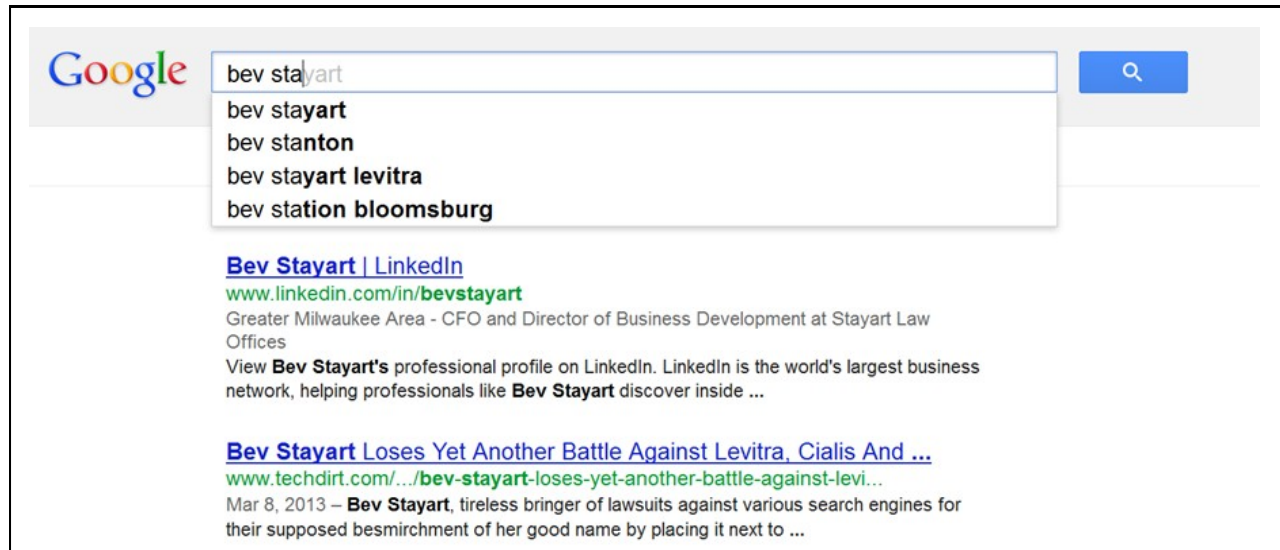 Google
bev stayart
bev stayart
bev stanton
bev stayart levitra
bev station bloomsburg
Bev Stayart | LinkedIn
www.linkedin.com/in/bevstayart
Greater Milwaukee Area - CFO and Director of Business Development at Stayart Law
Offices
View Bev Stayart's professional profile on LinkedIn. LinkedIn is the world's largest business
network, helping professionals like Bev Stayart discover inside ...
Bev Stayart Loses Yet Another Battle Against Levitra, Cialis And ...
www.techdirt.com/.../bev-stayart-loses-yet-another-battle-against-levi...
Mar 8, 2013 – Bev Stayart, tireless bringer of lawsuits against various search engines for
their supposed besmirchment of her good name by placing it next to ...